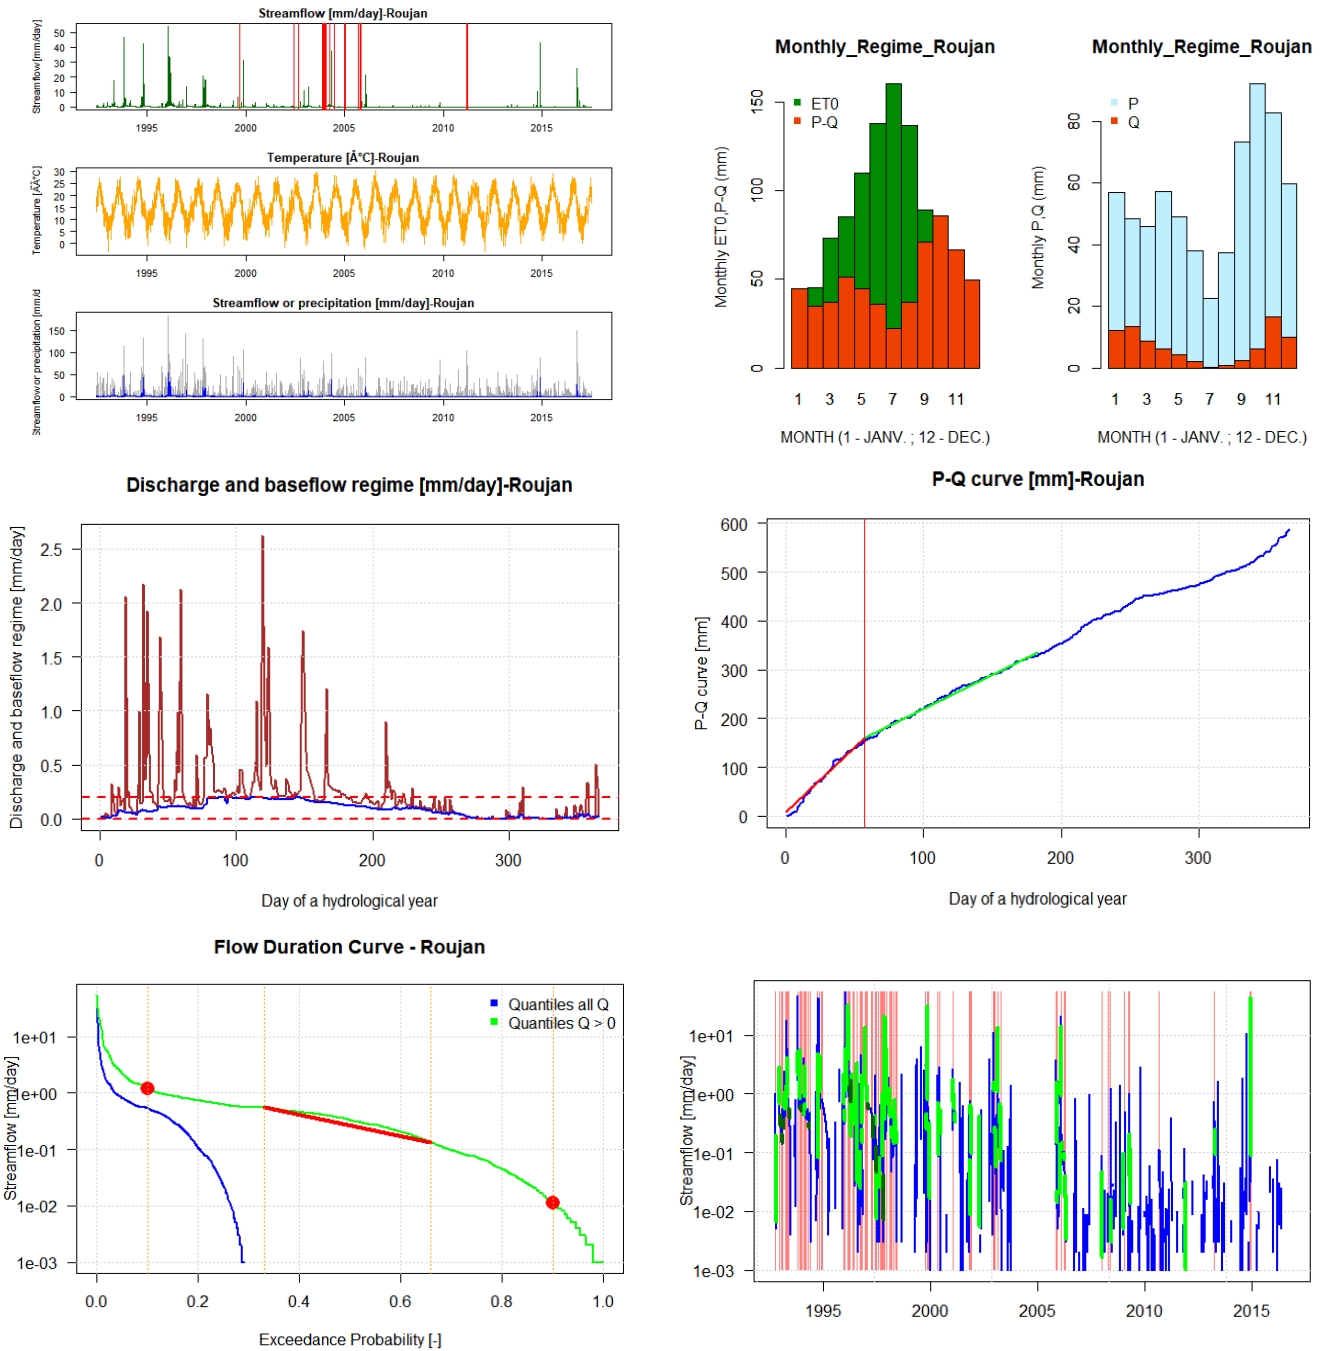 Streamflow [mm/day]-Roujan
Streamflow[mm/day]
50
40
30
20
10
0
1995
2000
2005
2010
2015
Temperature [Â°C]-Roujan
30
25
20
15
10
5
0
1995
2000
2005
2010
2015
Streamflow or precipitation [mm/day]-Roujan
Streamflow or precipitation [mm/d
150
100
50
0
1995
2000
2005
2010
2015
Monthly_Regime_Roujan
ET0
P-Q
Montthly ET0,P-Q (mm)
150
100
50
0
1 3 5 7 9 11
MONTH (1 - JANV. ; 12 - DEC.)
Monthly_Regime_Roujan
P
Q
Monthly P,Q (mm)
80
60
40
20
0
1 3 5 7 9 11
MONTH (1 - JANV. ; 12 - DEC.)
Discharge and baseflow regime [mm/day]-Roujan
Discharge and baseflow regime [mm/day]
2.5
2.0
1.5
1.0
0.5
0.0
0 100 200 300
Day of a hydrological year
P-Q curve [mm]-Roujan
P-Q curve [mm]
600
500
400
300
200
100
0
0 100 200 300
Day of a hydrological year
Flow Duration Curve - Roujan
Quantiles all Q
Quantiles Q > 0
Streamflow [mm/day]
1e+01
1e+00
1e-01
1e-02
1e-03
0.0 0.2 0.4 0.6 0.8 1.0
Exceedance Probability [-]
Streamflow [mm/day]
1e+01
1e+00
1e-01
1e-02
1e-03
1995 2000 2005 2010 2015